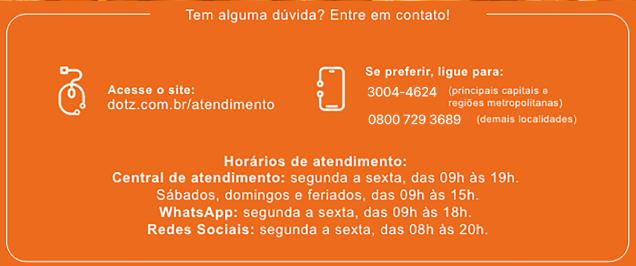 Tem alguma dúvida? Entre em contato!
Acesse o site:
dotz.com.br/atendimento
Se preferir, ligue para:
3004-4624 (principais capitais e
regiões metropolitanas)
0800 729 3689 (demais localidades)
Horários de atendimento:
Central de atendimento: segunda a sexta, das 09h às 19h.
Sábados, domingos e feriados, das 09h às 15h.
WhatsApp: segunda a sexta, das 09h às 18h.
Redes Sociais: segunda a sexta, das 08h às 20h.